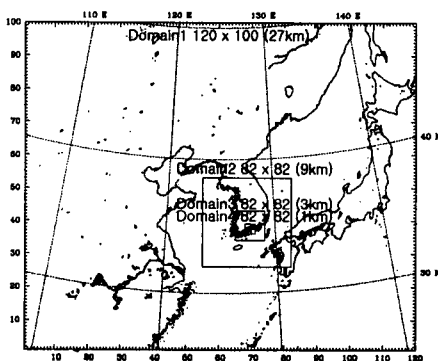 110 E 120 E 130 E 140 E
100
Domain1 120 x 100 (27km)
90
80
70
40 N
60
Domain2 82 x 82 (9km)
50
Domain3 82 x 82 (3km)
40
Domain4 82 x 82 (1km)
30
30 N
20
10
10 20 30 40 50 60 70 80 90 100 110 120